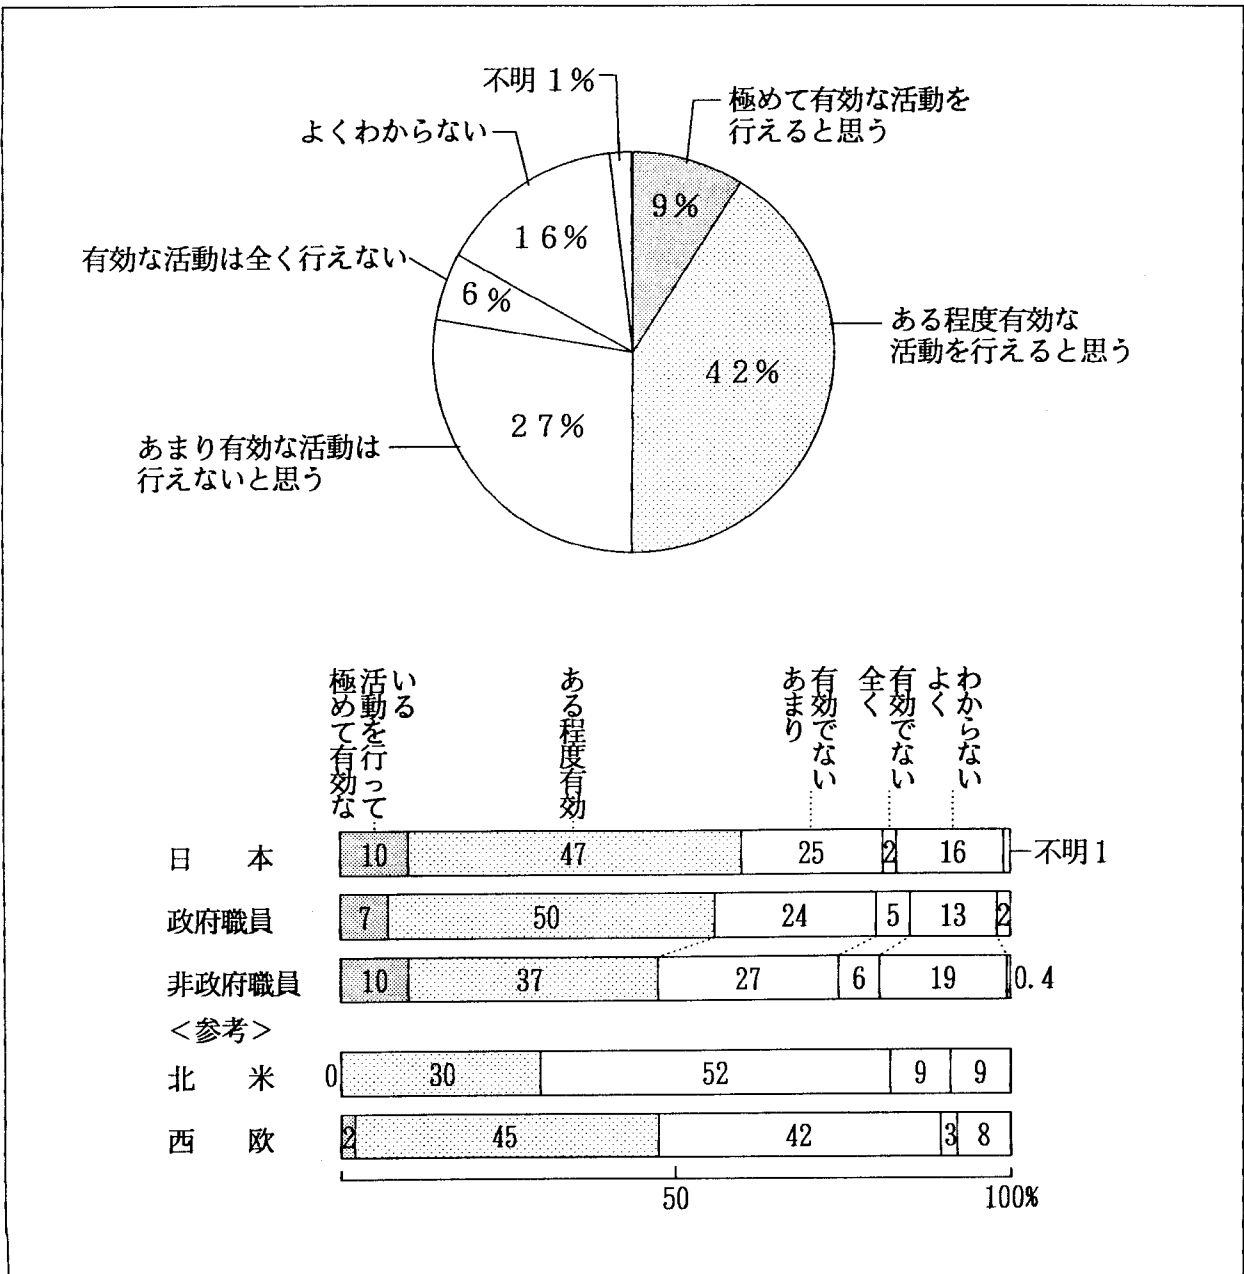 不明 1%
極めて有効な活動を
行えると思う
よくわからない
9%
16%
有効な活動は全く行えない
6%
ある程度有効な
活動を行えると思う
42%
27%
あまり有効な活動は
行えないと思う
極めて有効な
活動を行って
いる
ある程度有効
あまり
有効でない
全く
有効でない
よく
わからない
日 本 10 47 25 2 16 不明1
政府職員 7 50 24 5 13 2
非政府職員 10 37 27 6 19 0.4
<参考>
北 米 0 30 52 9 9
西 欧 2 45 42 3 8
50 100%